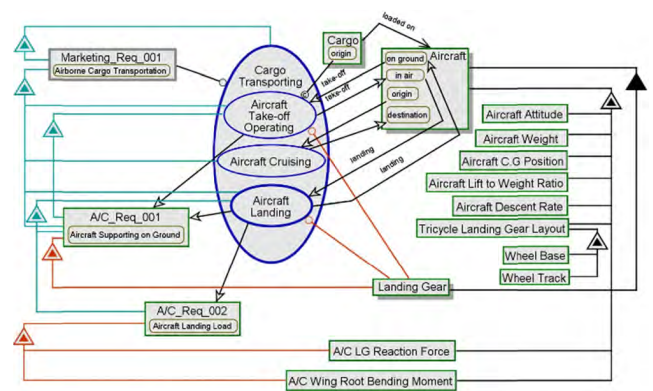 loaded on
Marketing_Req_001
Airborne Cargo Transportation
Cargo
origin
Aircraft
on ground
in air
origin
destination
take-off
take-off
Cargo
Transporting
Aircraft
Take-off
Operating
Aircraft Cruising
landing
landing
Aircraft
Landing
Aircraft Attitude
Aircraft Weight
Aircraft C.G Position
Aircraft Lift to Weight Ratio
Aircraft Descent Rate
Tricycle Landing Gear Layout
Wheel Base
Wheel Track
A/C_Req_001
Aircraft Supporting on Ground
Landing Gear
A/C_Req_002
Aircraft Landing Load
A/C LG Reaction Force
A/C Wing Root Bending Moment